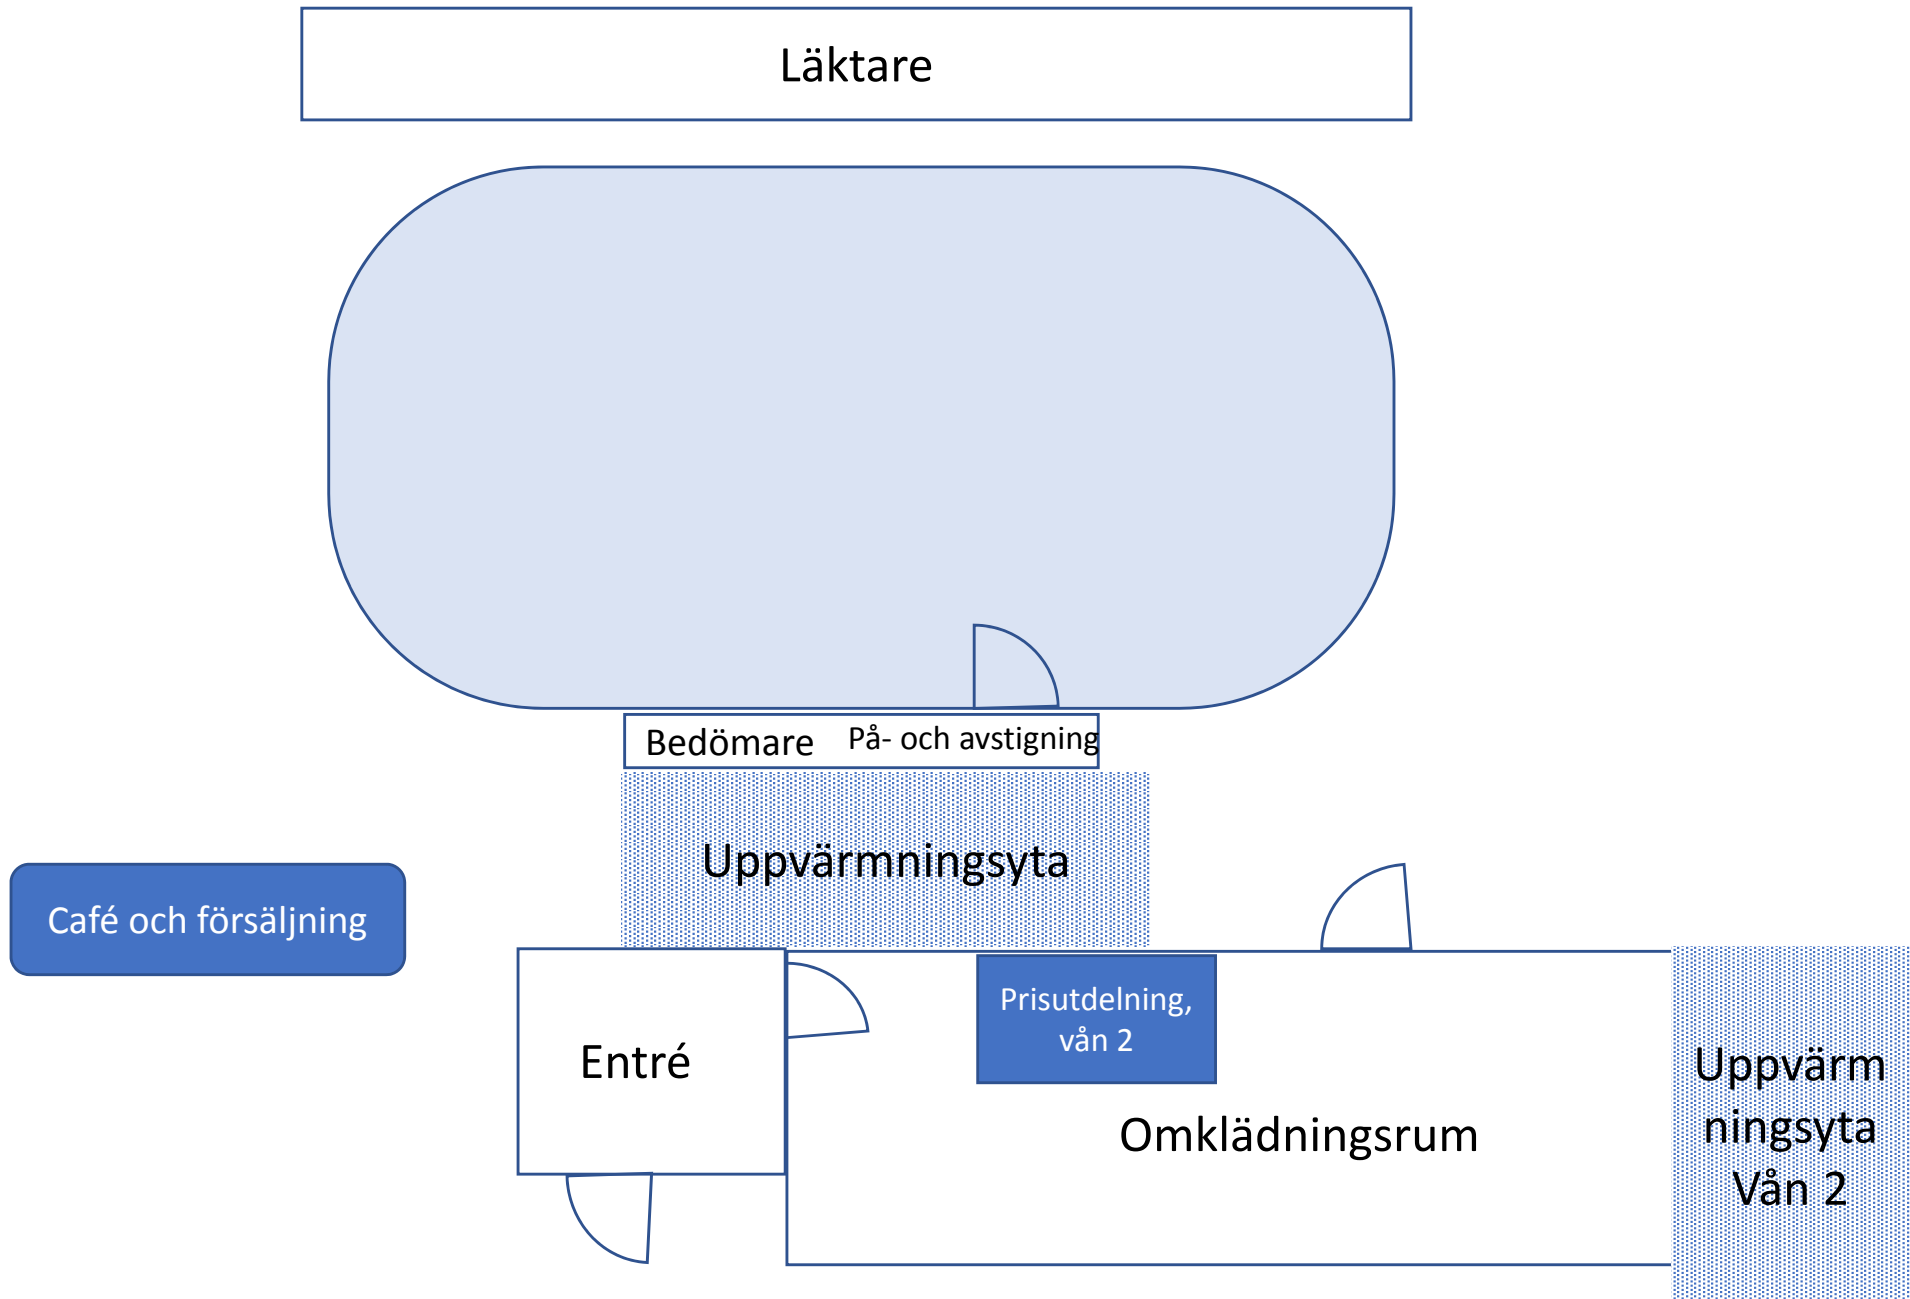 Läktare
Bedömare
På- och avstigning
Uppvärmningsyta
Café och försäljning
Prisutdelning,
vån 2
Entré
Omklädningsrum
Uppvärm
ningsyta
Vån 2